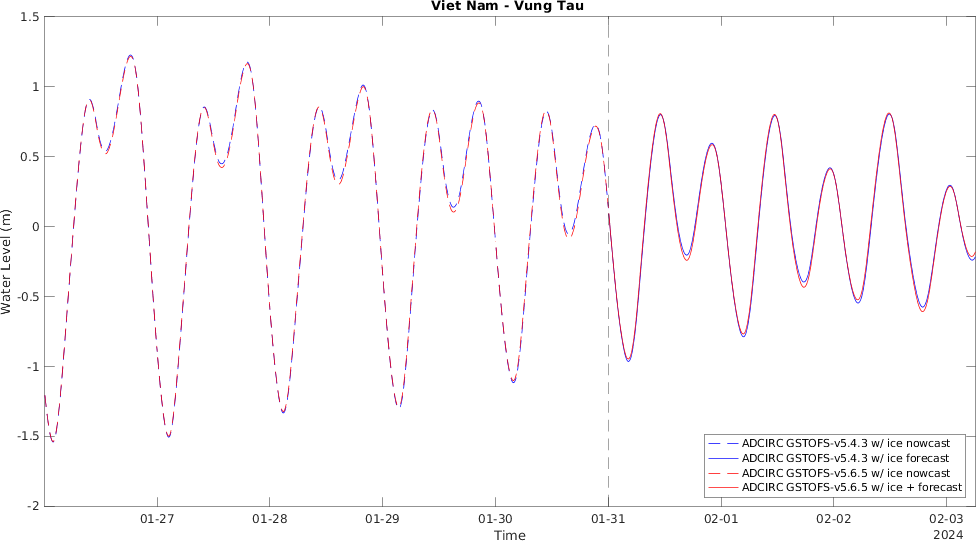 Viet Nam - Vung Tau
1.5
1
0.5
0
-0.5
-1
-1.5
-2
Water Level (m)
01-27
01-28
01-29
01-30
01-31
02-01
02-02
02-03
2024
Time
ADCIRC GSTOFS-v5.4.3 w/ ice nowcast
ADCIRC GSTOFS-v5.4.3 w/ ice forecast
ADCIRC GSTOFS-v5.6.5 w/ ice nowcast
ADCIRC GSTOFS-v5.6.5 w/ ice + forecast